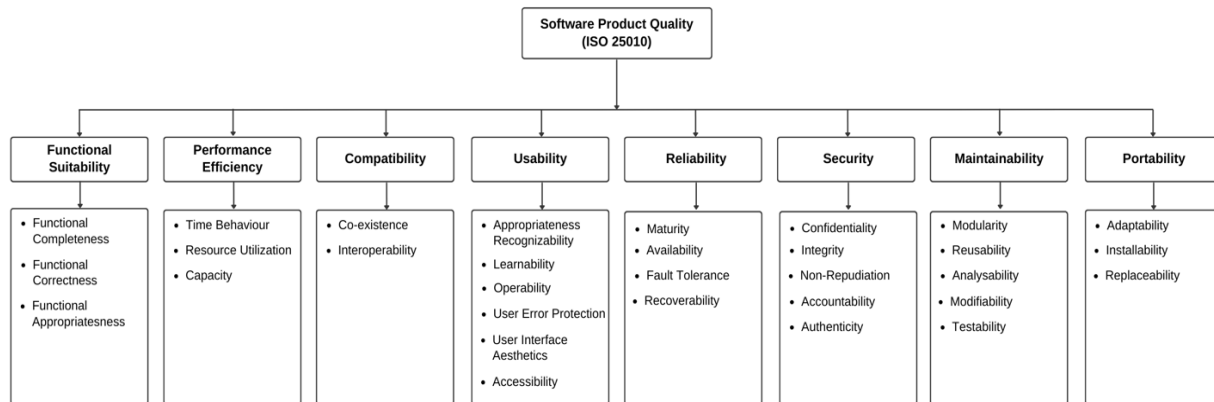 Software Product Quality
(ISO 25010)
Functional
Suitability
Performance
Efficiency
Compatibility
Usability
Reliability
Security
Maintainability
Portability
• Functional
Completeness
• Functional
Correctness
• Functional
Appropriatesness
• Time Behaviour
• Resource Utilization
• Capacity
• Co-existence
• Interoperability
• Appropriateness
Recognizability
• Learnability
• Operability
• User Error Protection
• User Interface
Aesthetics
• Accessibility
• Maturity
• Availability
• Fault Tolerance
• Recoverability
• Confidentiality
• Integrity
• Non-Repudiation
• Accountability
• Authenticity
• Modularity
• Reusability
• Analysability
• Modifiability
• Testability
• Adaptability
• Installability
• Replaceability